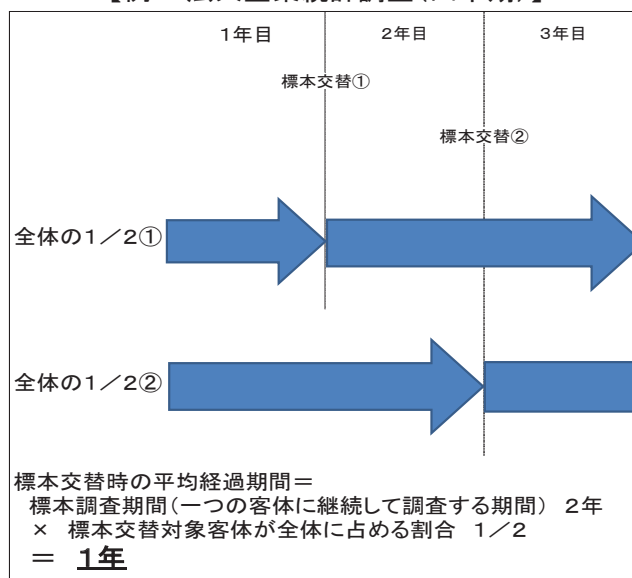 1年目
2年目
3年目
標本交替①
標本交替②
全体の1／2①
全体の1／2②
標本交替時の平均経過期間＝
標本調査期間(一つの客体に継続して調査する期間) 2年
× 標本交替対象客体が全体に占める割合 1／2
＝ 1年